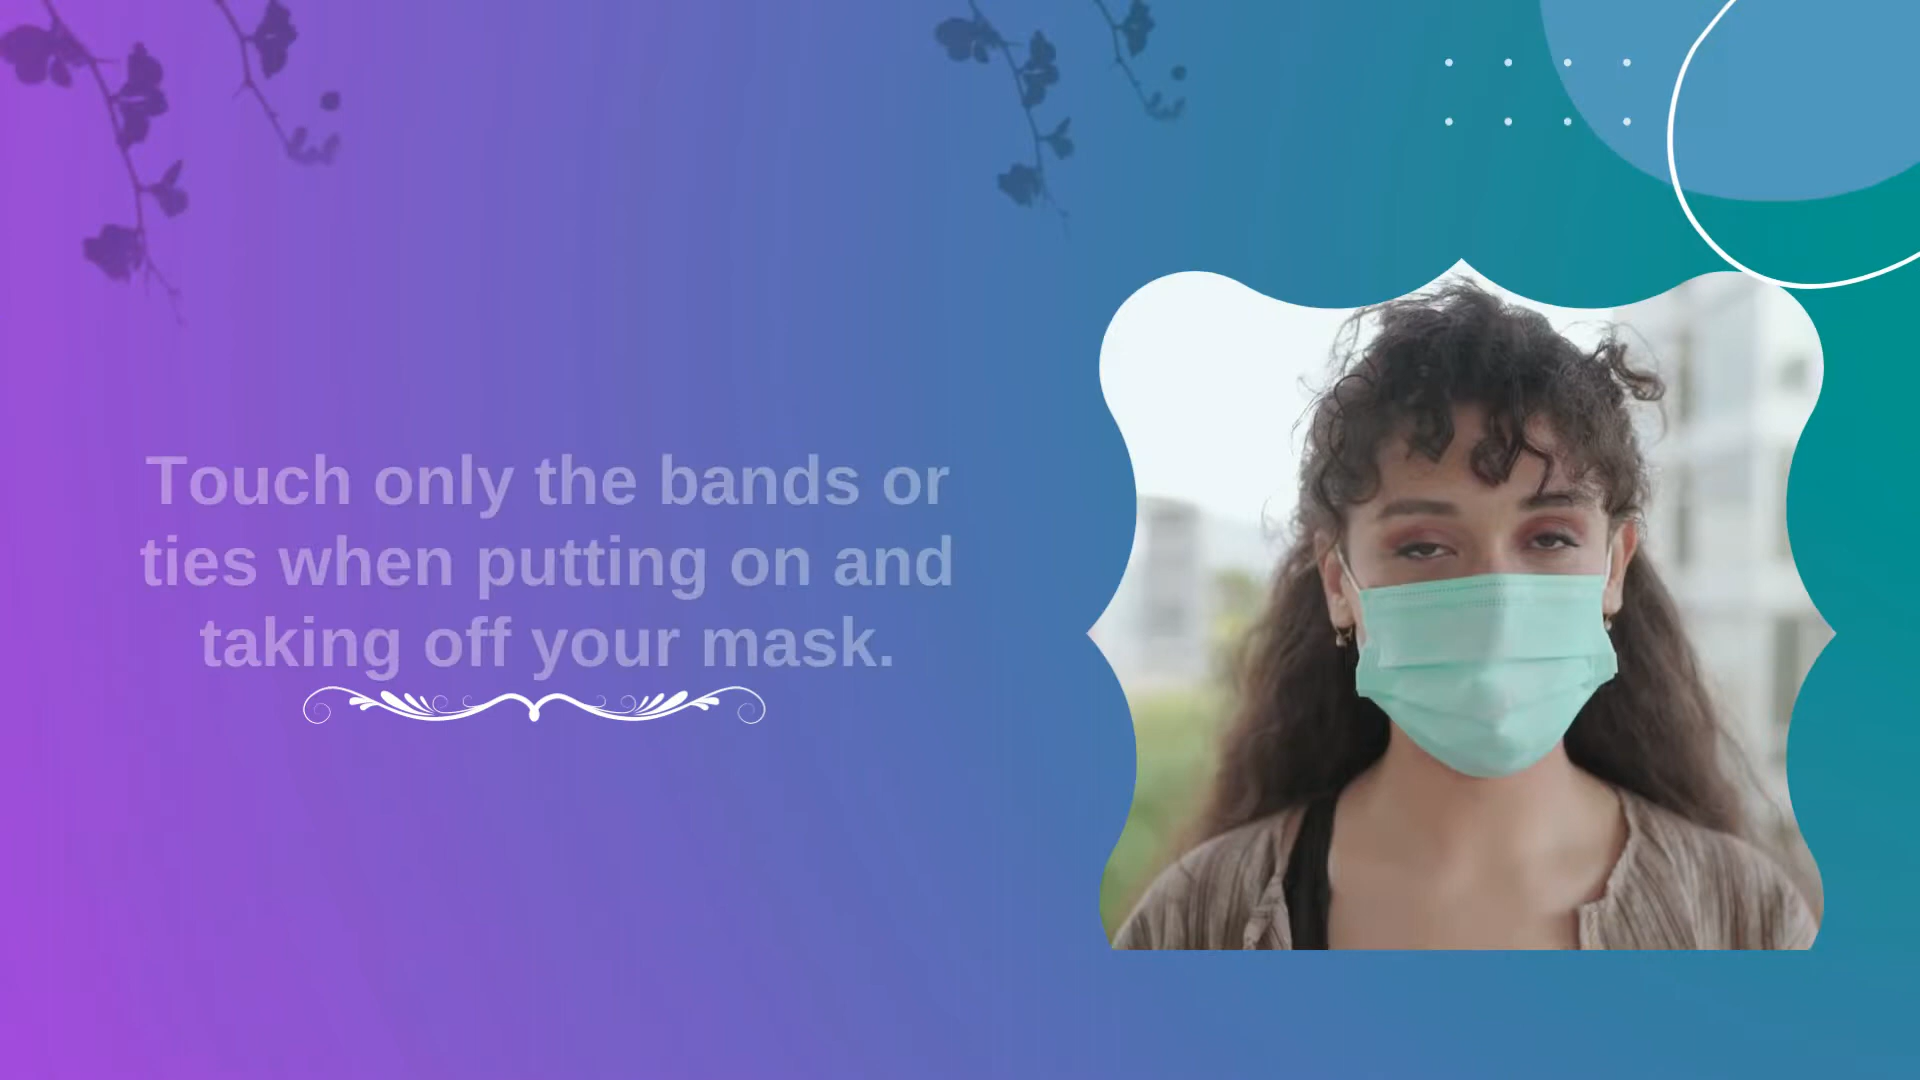 Touch only the bands or
ties when putting on and
taking off your mask.